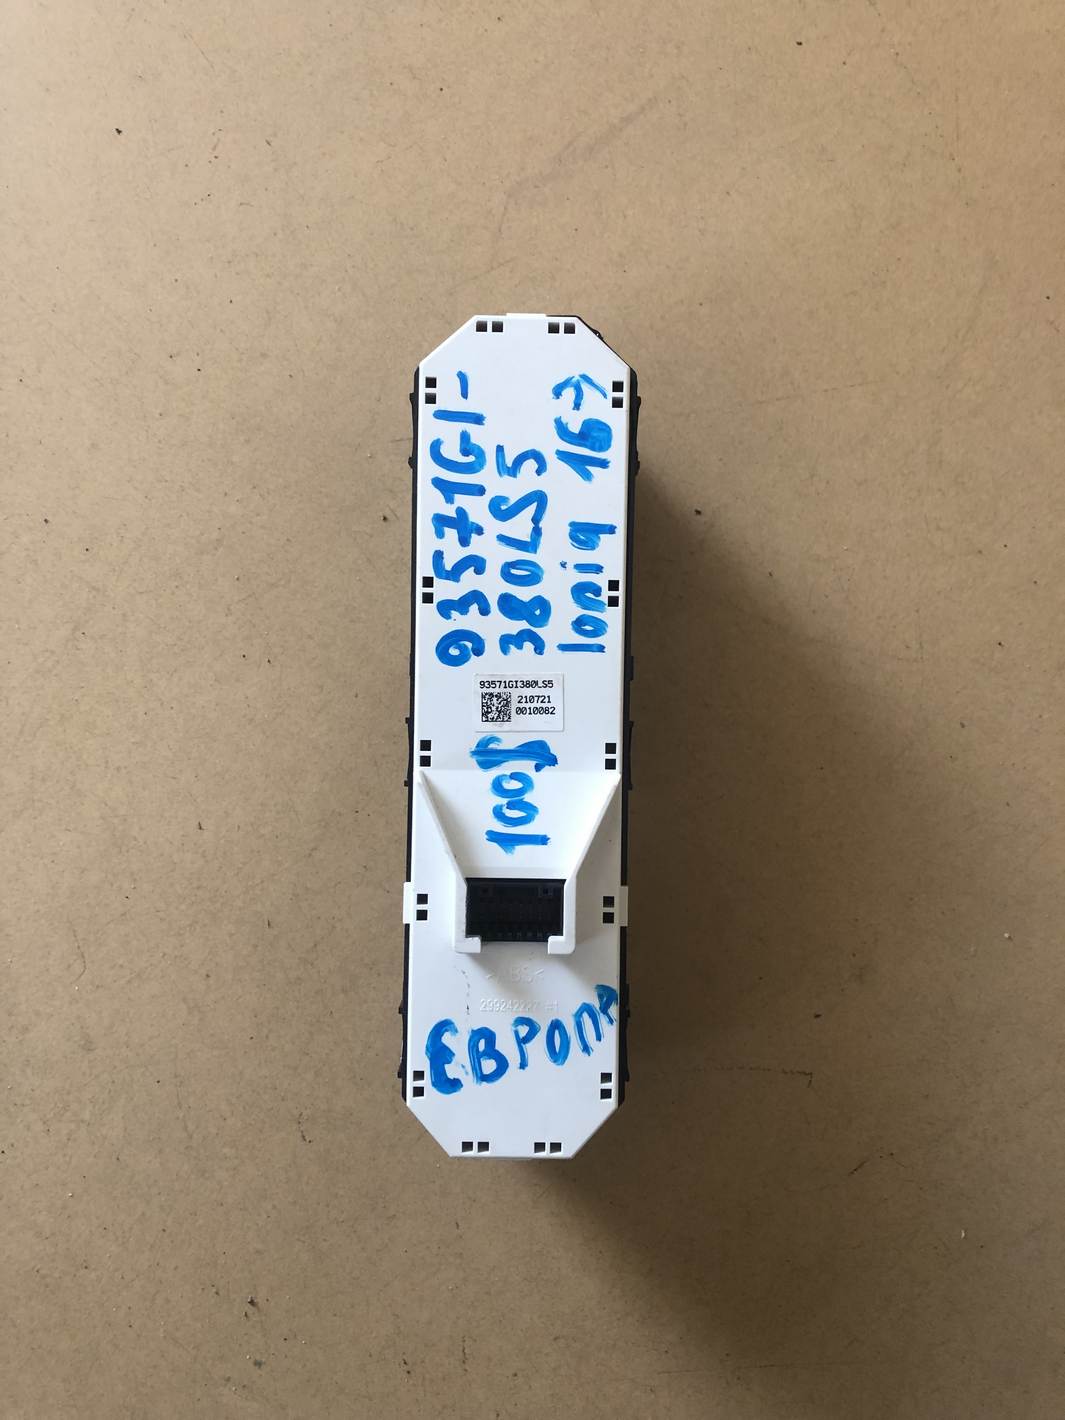 93571GI-
380LS5
Ioniq 16→
93571GI380LS5
210721
0010082
100$
ЕВРОПА